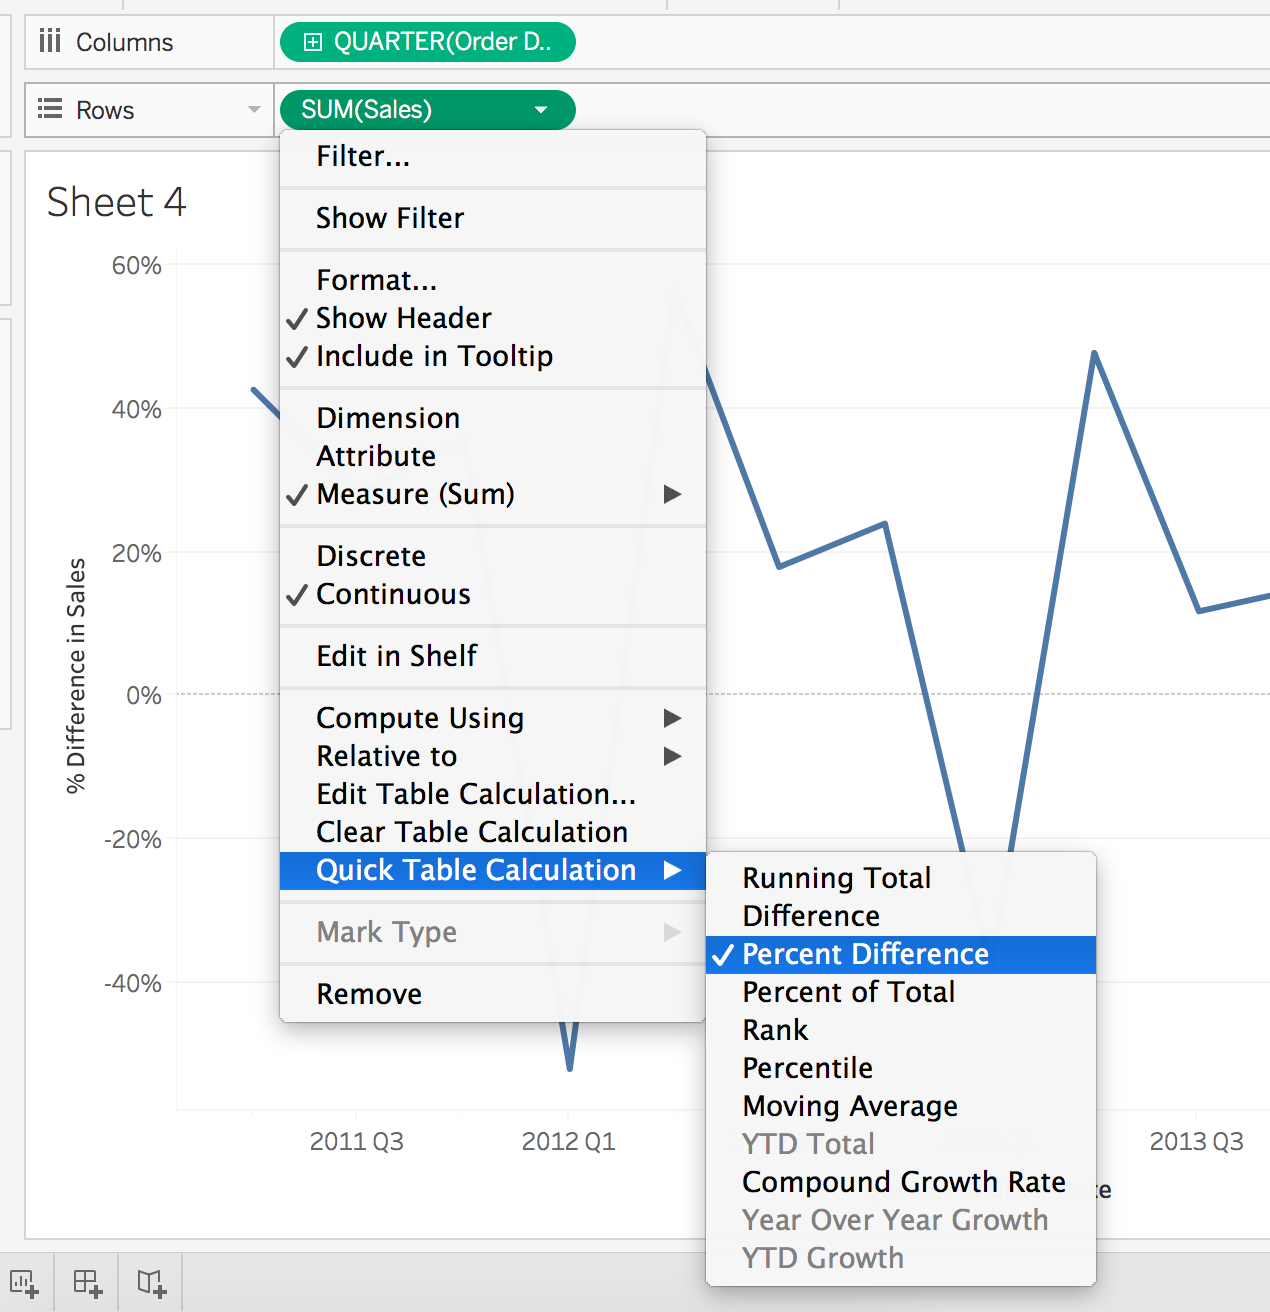 Columns
QUARTER(Order D..
Rows
SUM(Sales)
Sheet 4
Filter...
Show Filter
Format...
Show Header
Include in Tooltip
Dimension
Attribute
Measure (Sum)
Discrete
Continuous
Edit in Shelf
Compute Using
Relative to
Edit Table Calculation...
Clear Table Calculation
Quick Table Calculation
Mark Type
Remove
Running Total
Difference
Percent Difference
Percent of Total
Rank
Percentile
Moving Average
YTD Total
Compound Growth Rate
Year Over Year Growth
YTD Growth
60%
40%
20%
0%
-20%
-40%
% Difference in Sales
2011 Q3
2012 Q1
2013 Q3